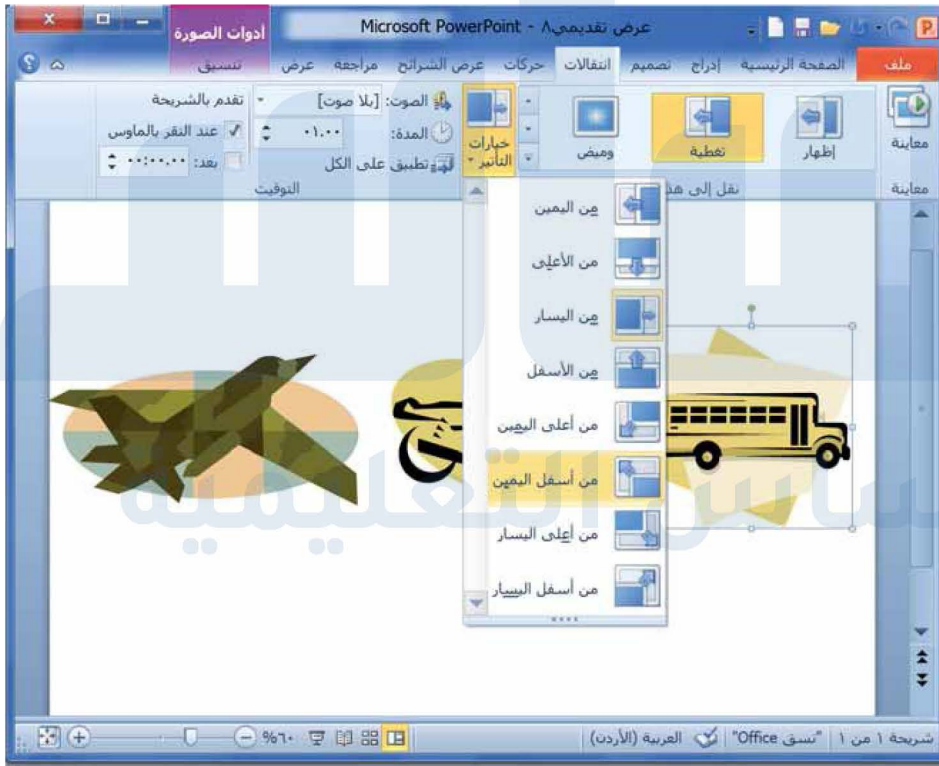 عرض تقديمي٨ - Microsoft PowerPoint
أدوات الصورة
ملف
الصفحة الرئيسية
إدراج
تصميم
انتقالات
حركات
عرض الشرائح
مراجعة
عرض
تنسيق
معاينة
معاينة
إظهار
تغطية
وميض
نقل إلى هذ
خيارات
التأثير
الصوت: [بلا صوت]
المدة: ٠١.٠٠
تطبيق على الكل
تقدم بالشريحة
عند النقر بالماوس
بعد: ٠٠:٠٠.٠٠
التوقيت
من اليمين
من الأعلى
من اليسار
من الأسفل
من أعلى اليمين
من أسفل اليمين
من أعلى اليسار
من أسفل اليسار
التعليمية
شريحة ١ من ١
"نسق Office"
العربية (الأردن)
٦٠%